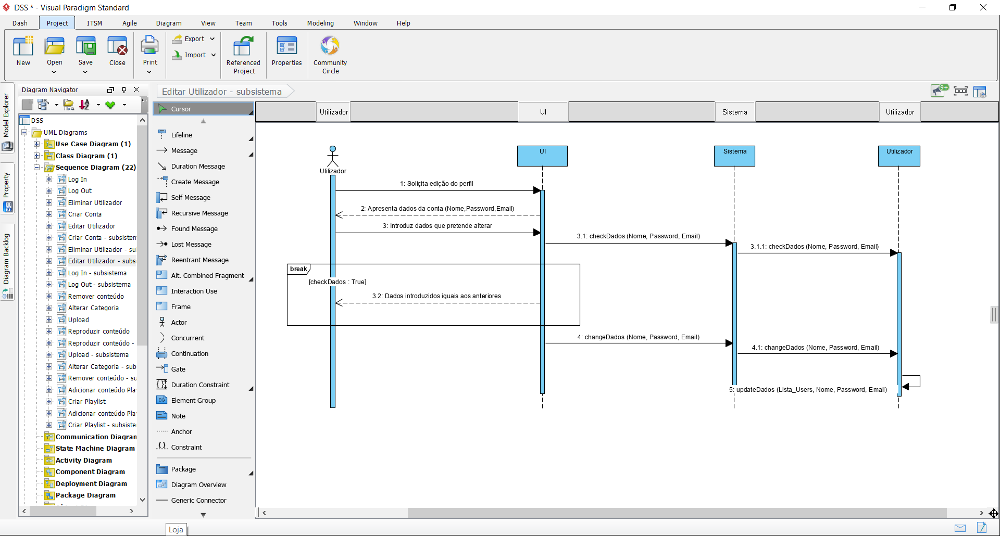 DSS * - Visual Paradigm Standard
Dash Project ITSM Agile Diagram View Team Tools Modeling Window Help
New Open Save Close Print Export Import Referenced Project Properties Community Circle
Model Explorer
Property
Diagram Backlog
Diagram Navigator
DSS
UML Diagrams
Use Case Diagram (1)
Class Diagram (1)
Sequence Diagram (22)
Log In
Log Out
Eliminar Utilizador
Criar Conta
Editar Utilizador
Criar Conta - subsistem
Eliminar Utilizador - su
Editar Utilizador - subs
Log In - subsistema
Log Out - subsistema
Remover conteúdo
Alterar Categoria
Upload
Reproduzir conteúdo
Reproduzir conteúdo -
Upload - subsistema
Alterar Categoria - sub
Remover conteúdo - su
Adicionar conteúdo Pla
Criar Playlist
Adicionar conteúdo Pla
Criar Playlist - subsiste
Communication Diagran
State Machine Diagram
Activity Diagram
Component Diagram
Deployment Diagram
Package Diagram
Editar Utilizador - subsistema
9+
Cursor
Lifeline
Message
Duration Message
Create Message
Self Message
Recursive Message
Found Message
Lost Message
Reentrant Message
Alt. Combined Fragment
Interaction Use
Frame
Actor
Concurrent
Continuation
Gate
Duration Constraint
EG Element Group
Note
Anchor
Constraint
Package
Diagram Overview
Generic Connector
Utilizador UI Sistema Utilizador
UI Sistema Utilizador
Utilizador
1: Soliçita edição do perfil
2: Apresenta dados da conta (Nome,Password,Email)
3: Introduz dados que pretende alterar
3.1: checkDados (Nome, Password, Email)
3.1.1: checkDados (Nome, Password, Email)
break
[checkDados : True]
3.2: Dados introduzidos iguais aos anteriores
4: changeDados (Nome, Password, Email)
4.1: changeDados (Nome, Password, Email)
5: updateDados (Lista_Users, Nome, Password, Email)
Loja